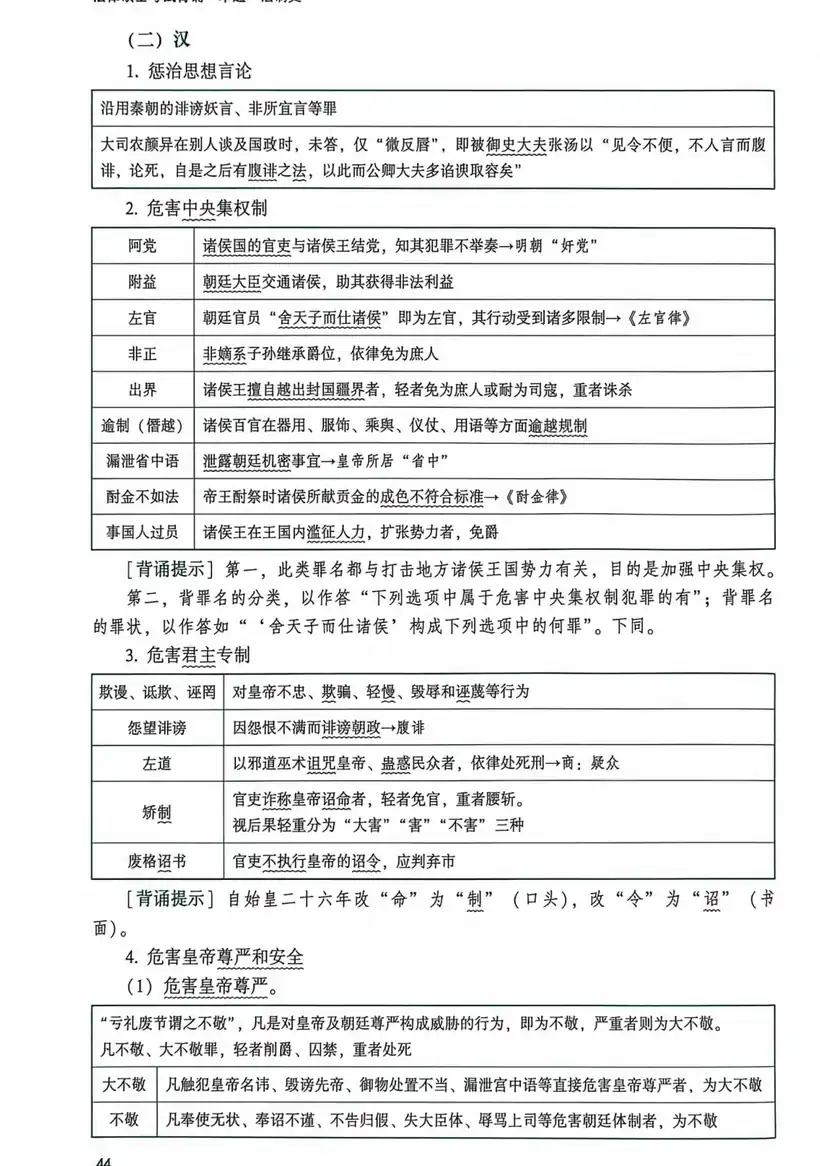 （二）汉
1. 惩治思想言论
沿用秦朝的诽谤妖言、非所宜言等罪
大司农颜异在别人谈及国政时，未答，仅“微反唇”，即被御史大夫张汤以“见令不便，不人言而腹
诽，论死，自是之后有腹诽之法，以此而公卿大夫多谄谀取容矣”
2. 危害中央集权制
阿党 诸侯国的官吏与诸侯王结党，知其犯罪不举奏→明朝“奸党”
附益 朝廷大臣交通诸侯，助其获得非法利益
左官 朝廷官员“舍天子而仕诸侯”即为左官，其行动受到诸多限制→《左官律》
非正 非嫡系子孙继承爵位，依律免为庶人
出界 诸侯王擅自越出封国疆界者，轻者免为庶人或耐为司寇，重者诛杀
逾制（僭越） 诸侯百官在器用、服饰、乘舆、仪仗、用语等方面逾越规制
漏泄省中语 泄露朝廷机密事宜→皇帝所居“省中”
酎金不如法 帝王酎祭时诸侯所献贡金的成色不符合标准→《酎金律》
事国人过员 诸侯王在王国内滥征人力，扩张势力者，免爵
［背诵提示］第一，此类罪名都与打击地方诸侯王国势力有关，目的是加强中央集权。
第二，背罪名的分类，以作答“下列选项中属于危害中央集权制犯罪的有”；背罪名
的罪状，以作答如“‘舍天子而仕诸侯’构成下列选项中的何罪”。下同。
3. 危害君主专制
欺谩、诋欺、诬罔 对皇帝不忠、欺骗、轻慢、毁辱和诬蔑等行为
怨望诽谤 因怨恨不满而诽谤朝政→腹诽
左道 以邪道巫术诅咒皇帝、蛊惑民众者，依律处死刑→商：疑众
矫制 官吏诈称皇帝诏命者，轻者免官，重者腰斩。
视后果轻重分为“大害”“害”“不害”三种
废格诏书 官吏不执行皇帝的诏令，应判弃市
［背诵提示］自始皇二十六年改“命”为“制”（口头），改“令”为“诏”（书
面）。
4. 危害皇帝尊严和安全
（1）危害皇帝尊严。
“亏礼废节谓之不敬”，凡是对皇帝及朝廷尊严构成威胁的行为，即为不敬，严重者则为大不敬。
凡不敬、大不敬罪，轻者削爵、囚禁，重者处死
大不敬 凡触犯皇帝名讳、毁谤先帝、御物处置不当、漏泄宫中语等直接危害皇帝尊严者，为大不敬
不敬 凡奉使无状、奉诏不谨、不告归假、失大臣体、辱骂上司等危害朝廷体制者，为不敬
44